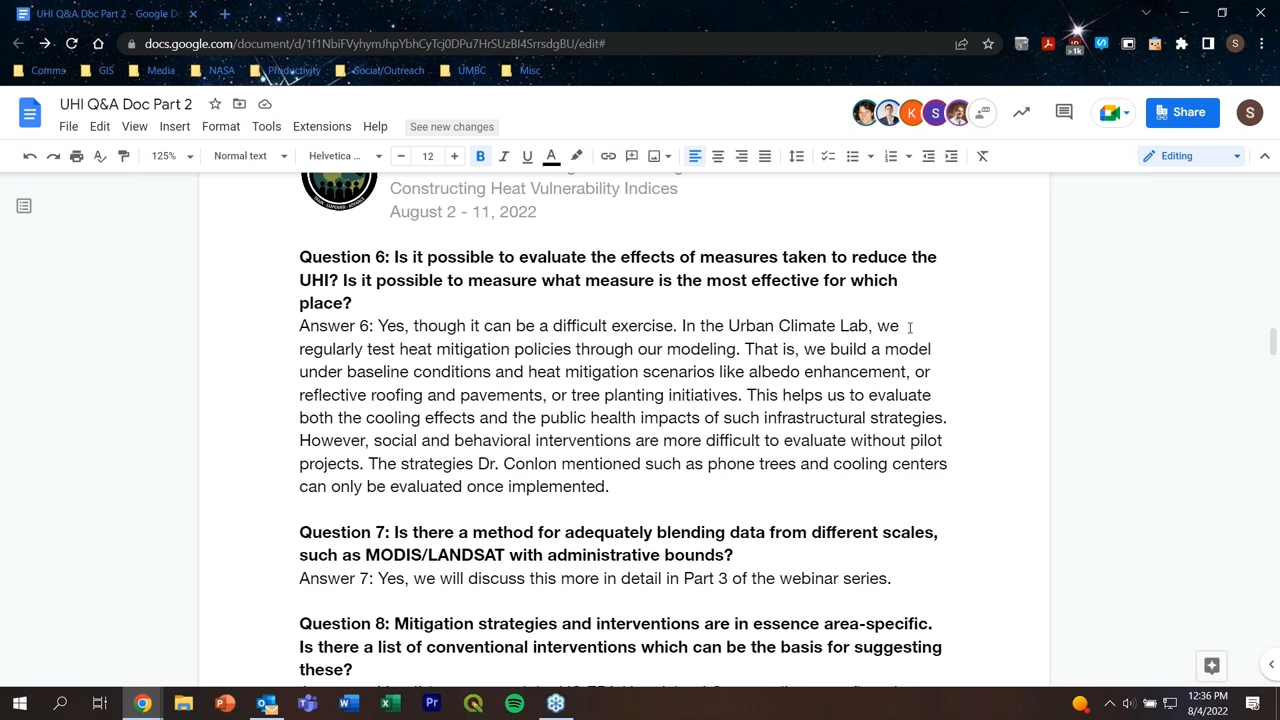 UHI Q&A Doc Part 2 - Google Do
docs.google.com/document/d/1f1NbiFVyhymJhpYbhCyTcj0DPu7HrSUzBI4SrrsdgBU/edit#
>1k
S
Comms
GIS
Media
NASA
Productivity
Social/Outreach
UMBC
Misc
UHI Q&A Doc Part 2
File Edit View Insert Format Tools Extensions Help See new changes
K
S
Share
S
125%
Normal text
Helvetica ...
12
B I U A
Editing
Constructing Heat Vulnerability Indices
August 2 - 11, 2022
Question 6: Is it possible to evaluate the effects of measures taken to reduce the
UHI? Is it possible to measure what measure is the most effective for which
place?
Answer 6: Yes, though it can be a difficult exercise. In the Urban Climate Lab, we
regularly test heat mitigation policies through our modeling. That is, we build a model
under baseline conditions and heat mitigation scenarios like albedo enhancement, or
reflective roofing and pavements, or tree planting initiatives. This helps us to evaluate
both the cooling effects and the public health impacts of such infrastructural strategies.
However, social and behavioral interventions are more difficult to evaluate without pilot
projects. The strategies Dr. Conlon mentioned such as phone trees and cooling centers
can only be evaluated once implemented.
Question 7: Is there a method for adequately blending data from different scales,
such as MODIS/LANDSAT with administrative bounds?
Answer 7: Yes, we will discuss this more in detail in Part 3 of the webinar series.
Question 8: Mitigation strategies and interventions are in essence area-specific.
Is there a list of conventional interventions which can be the basis for suggesting
these?
12:36 PM
8/4/2022